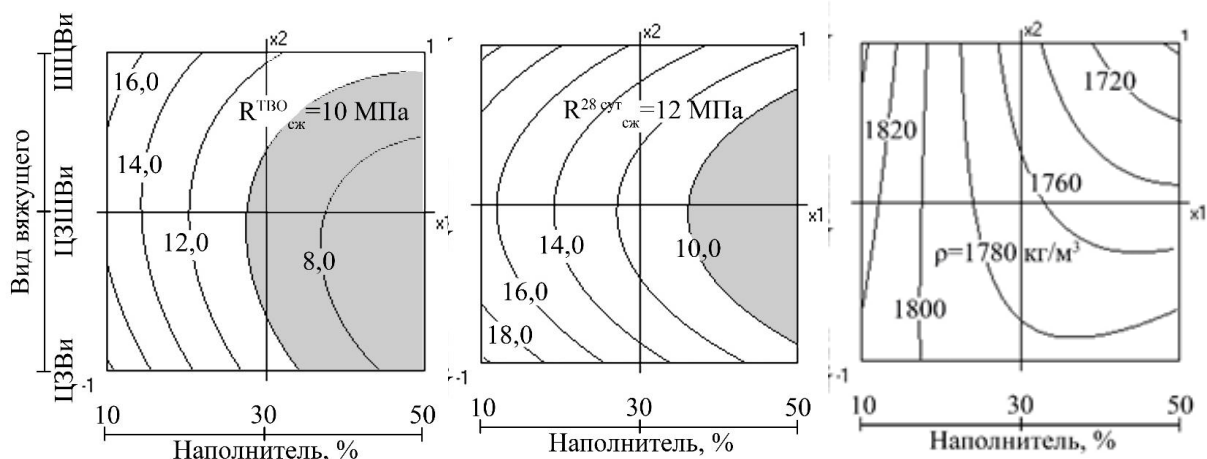 Вид вяжущего
ШЦВи
ЦЗШВи
ЦЗВи
x2
1
16,0
R^ТВО сж=10 МПа
14,0
x1
12,0
8,0
-1
10
30
50
Наполнитель, %
x2
1
R^28 сут сж=12 МПа
x1
14,0
10,0
16,0
18,0
-1
10
30
50
Наполнитель, %
x2
1
1720
1820
1760
x1
ρ=1780 кг/м³
1800
-1
10
30
50
Наполнитель, %